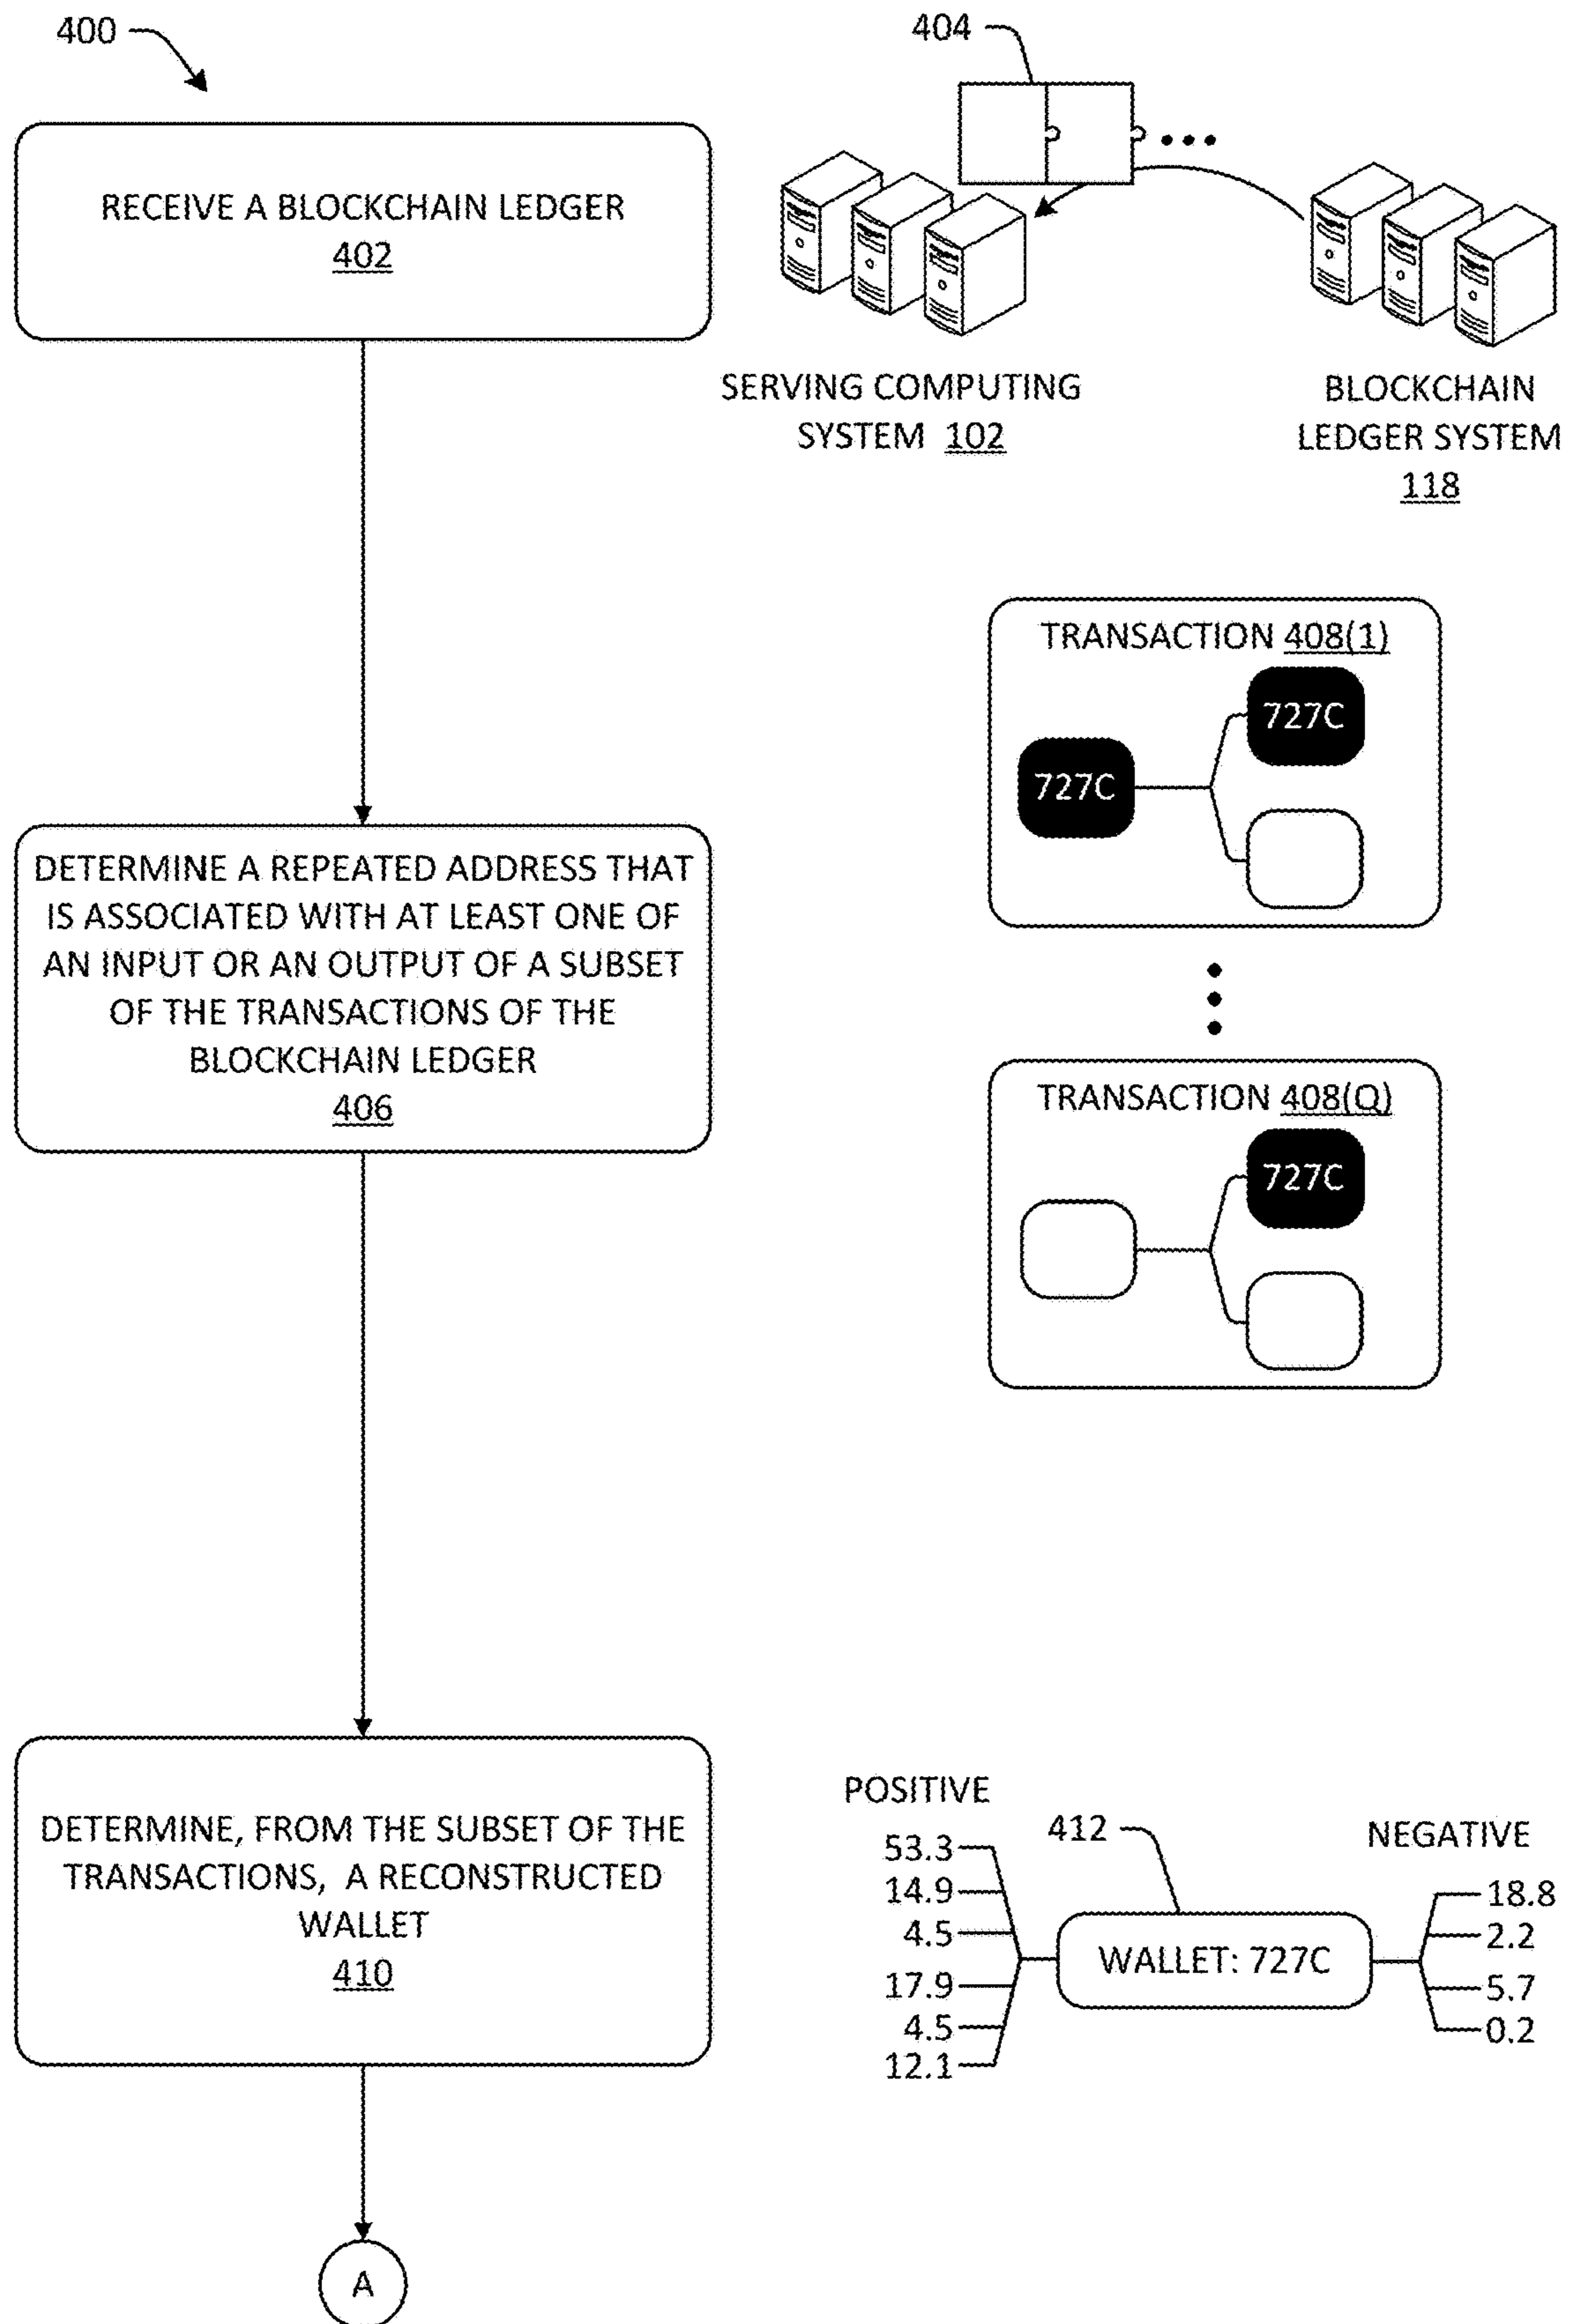 400
404
RECEIVE A BLOCKCHAIN LEDGER
402
SERVING COMPUTING
SYSTEM 102
BLOCKCHAIN
LEDGER SYSTEM
118
TRANSACTION 408(1)
727C
727C
DETERMINE A REPEATED ADDRESS THAT
IS ASSOCIATED WITH AT LEAST ONE OF
AN INPUT OR AN OUTPUT OF A SUBSET
OF THE TRANSACTIONS OF THE
BLOCKCHAIN LEDGER
406
TRANSACTION 408(Q)
727C
DETERMINE, FROM THE SUBSET OF THE
TRANSACTIONS, A RECONSTRUCTED
WALLET
410
POSITIVE
53.3
14.9
4.5
17.9
4.5
12.1
412
WALLET: 727C
NEGATIVE
18.8
2.2
5.7
0.2
A